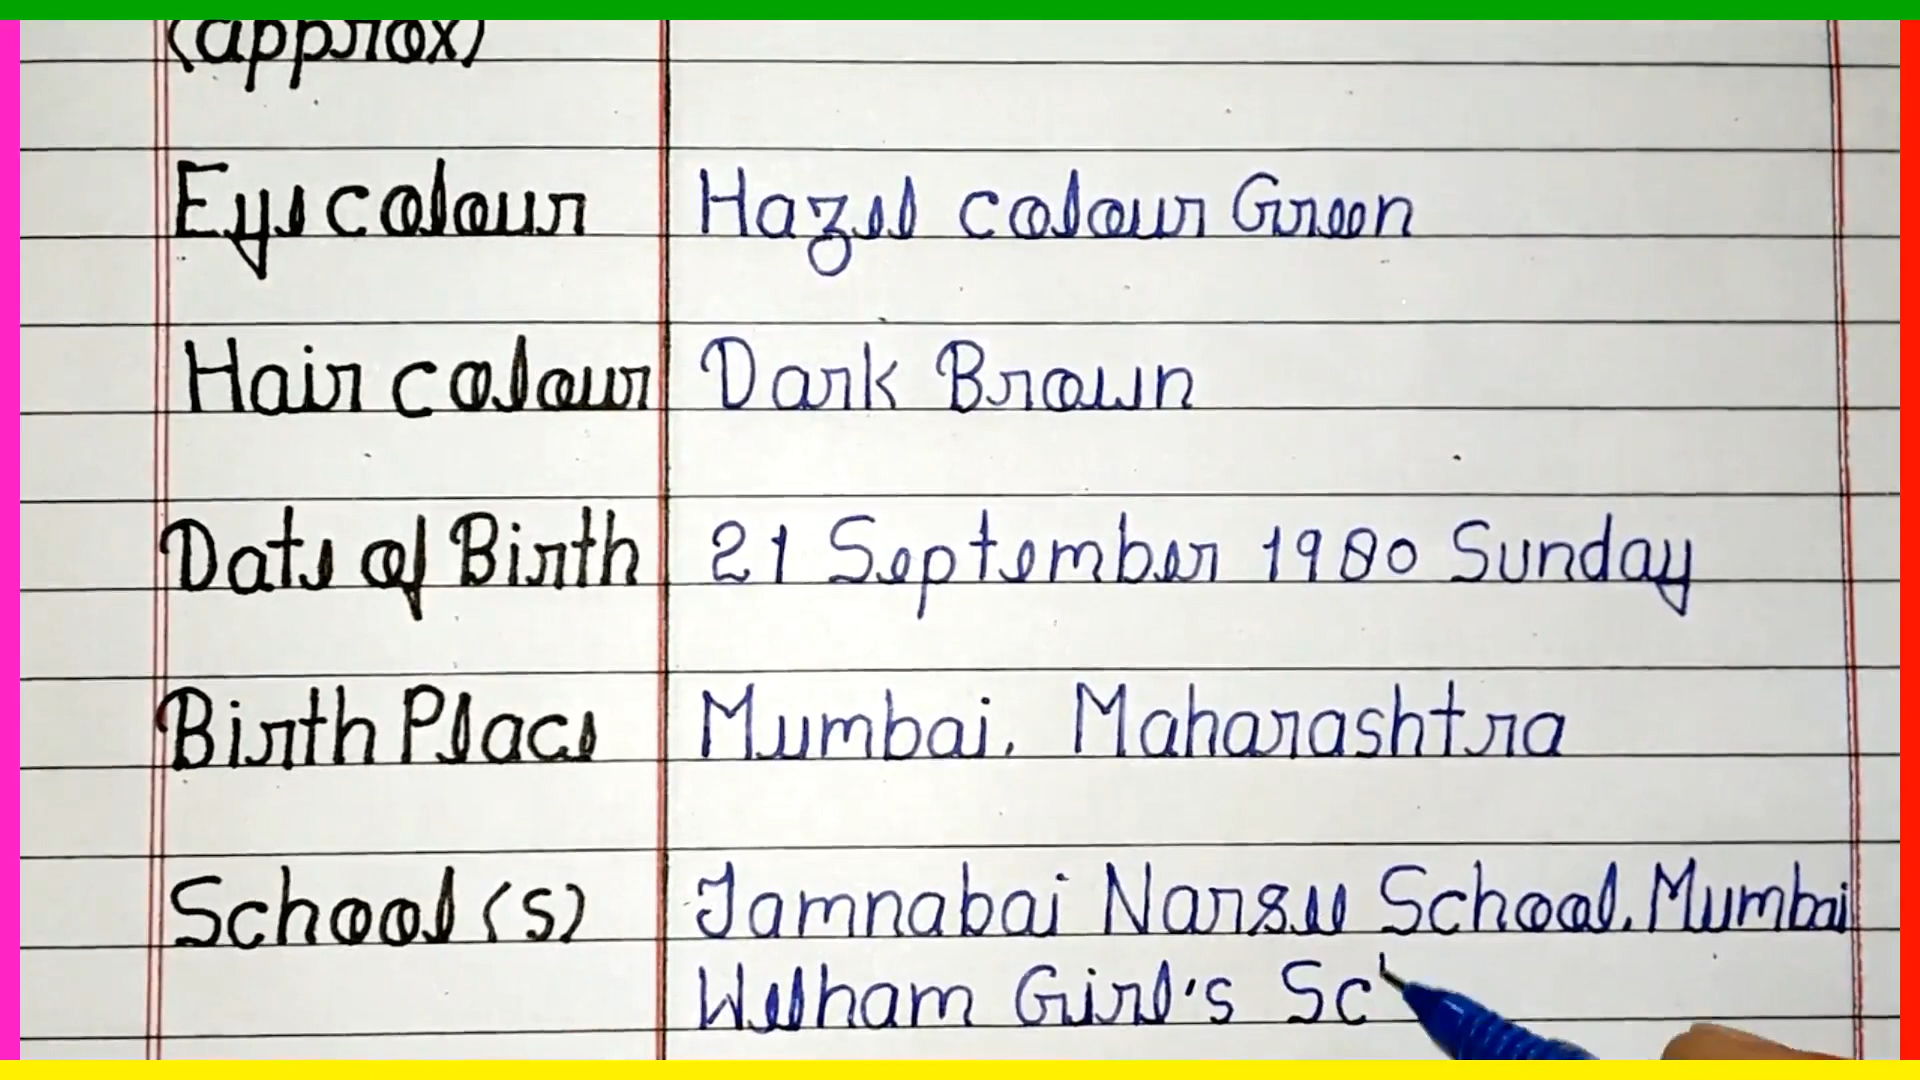 (approx)
Eye colour Hazel colour Green
Hair colour Dark Brown
Date of Birth 21 September 1980 Sunday
Birth Place Mumbai, Maharashtra
School (s) Jamnabai Narsee School, Mumbai
Welham Girl's Sc